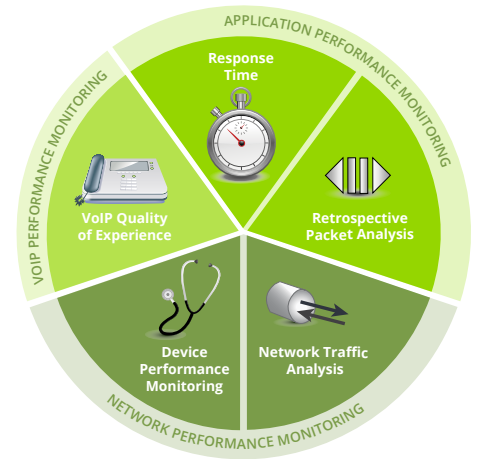 APPLICATION PERFORMANCE MONITORING
Response
Time
VOIP PERFORMANCE MONITORING
VoIP Quality
of Experience
Retrospective
Packet Analysis
Device
Performance
Monitoring
Network Traffic
Analysis
NETWORK PERFORMANCE MONITORING